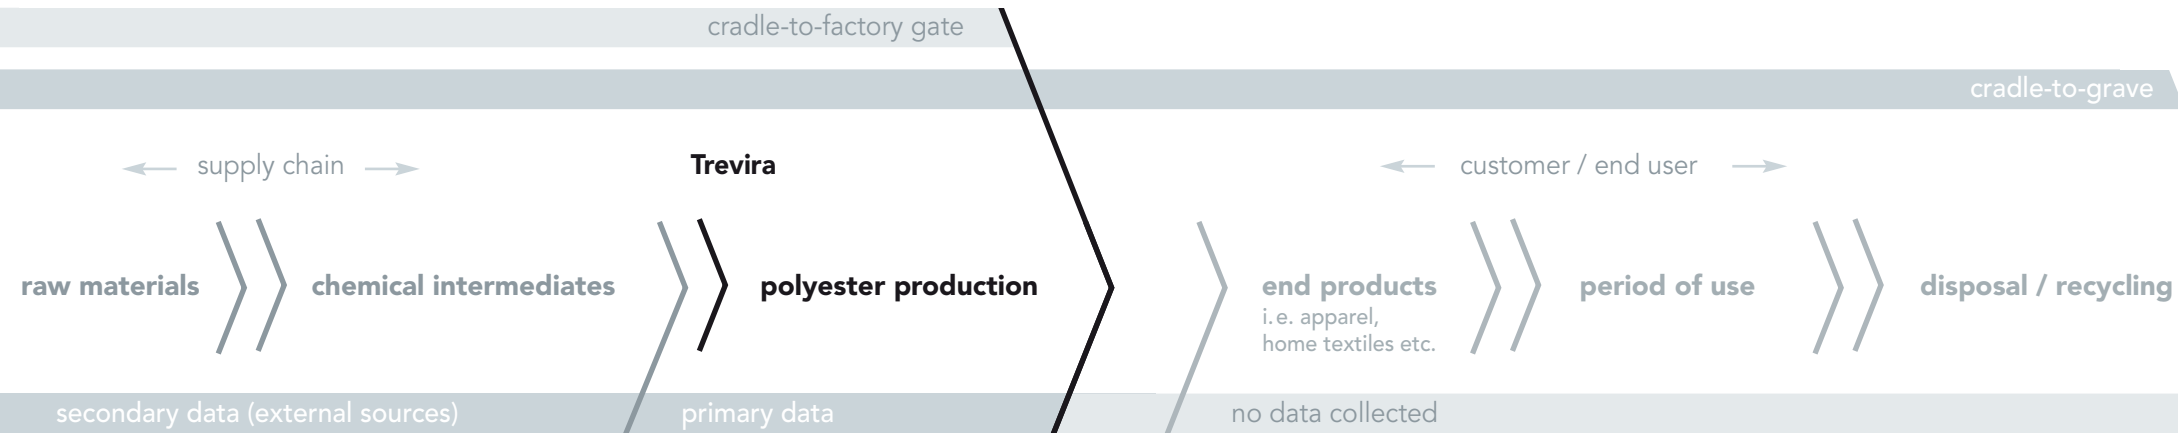 cradle-to-factory gate
cradle-to-grave
supply chain
Trevira
customer / end user
raw materials
chemical intermediates
polyester production
end products
i. e. apparel,
home textiles etc.
period of use
disposal / recycling
secondary data (external sources)
primary data
no data collected